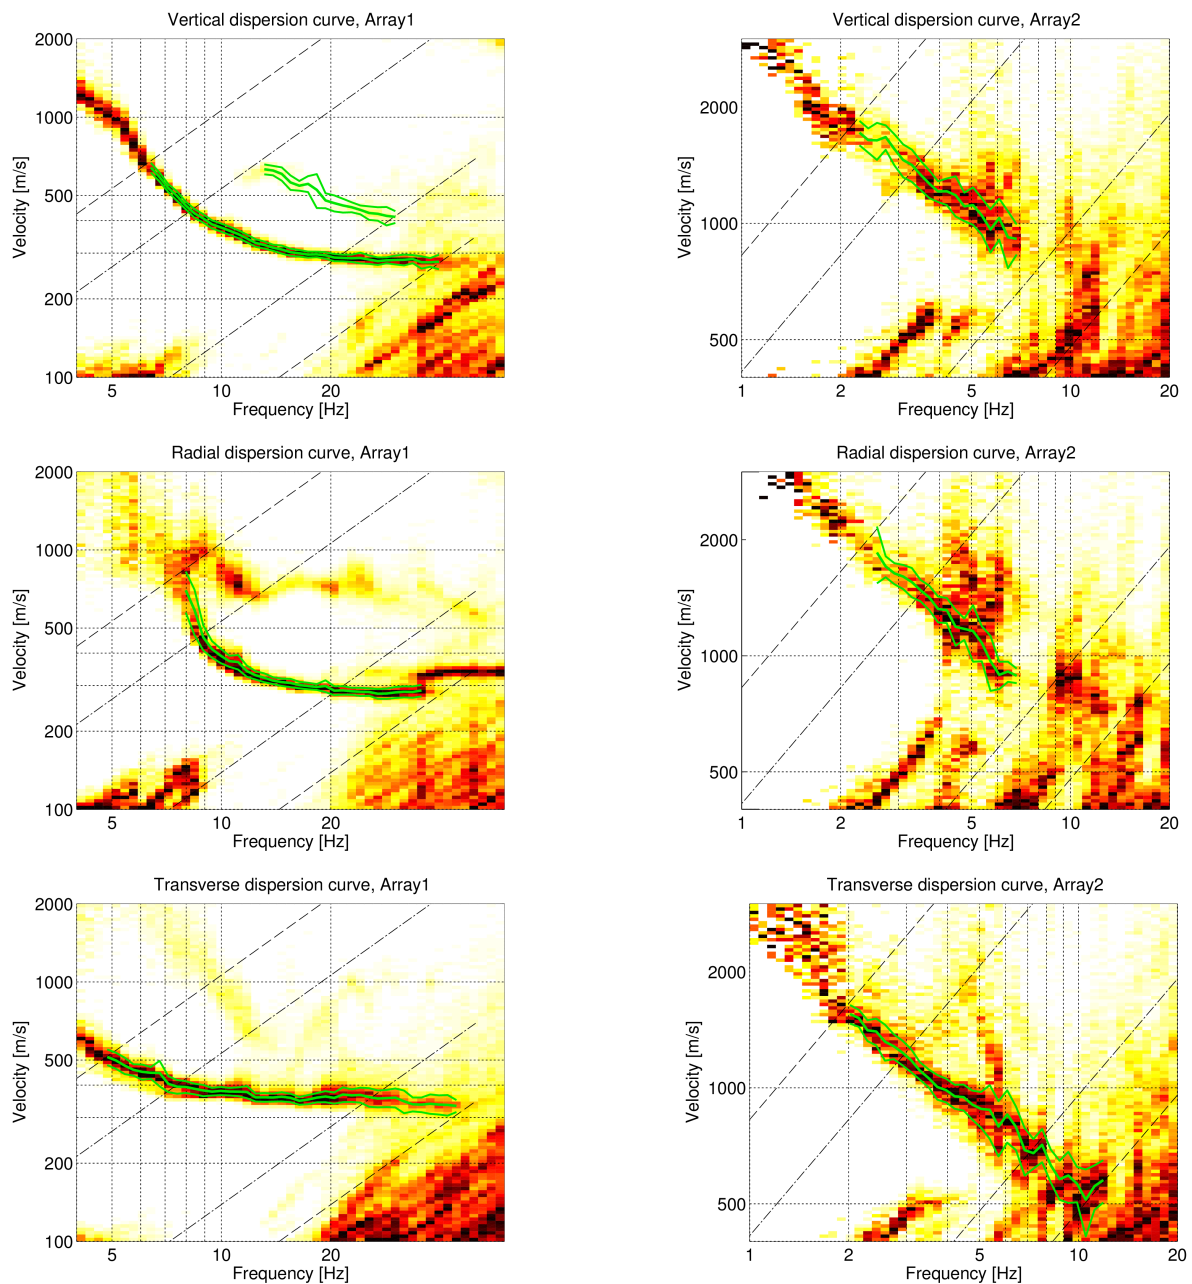 Vertical dispersion curve, Array1
Velocity [m/s]
2000
1000
500
200
100
5
10
20
Frequency [Hz]
Vertical dispersion curve, Array2
Velocity [m/s]
2000
1000
500
1
2
5
10
20
Frequency [Hz]
Radial dispersion curve, Array1
Velocity [m/s]
2000
1000
500
200
100
5
10
20
Frequency [Hz]
Radial dispersion curve, Array2
Velocity [m/s]
2000
1000
500
1
2
5
10
20
Frequency [Hz]
Transverse dispersion curve, Array1
Velocity [m/s]
2000
1000
500
200
100
5
10
20
Frequency [Hz]
Transverse dispersion curve, Array2
Velocity [m/s]
2000
1000
500
1
2
5
10
20
Frequency [Hz]